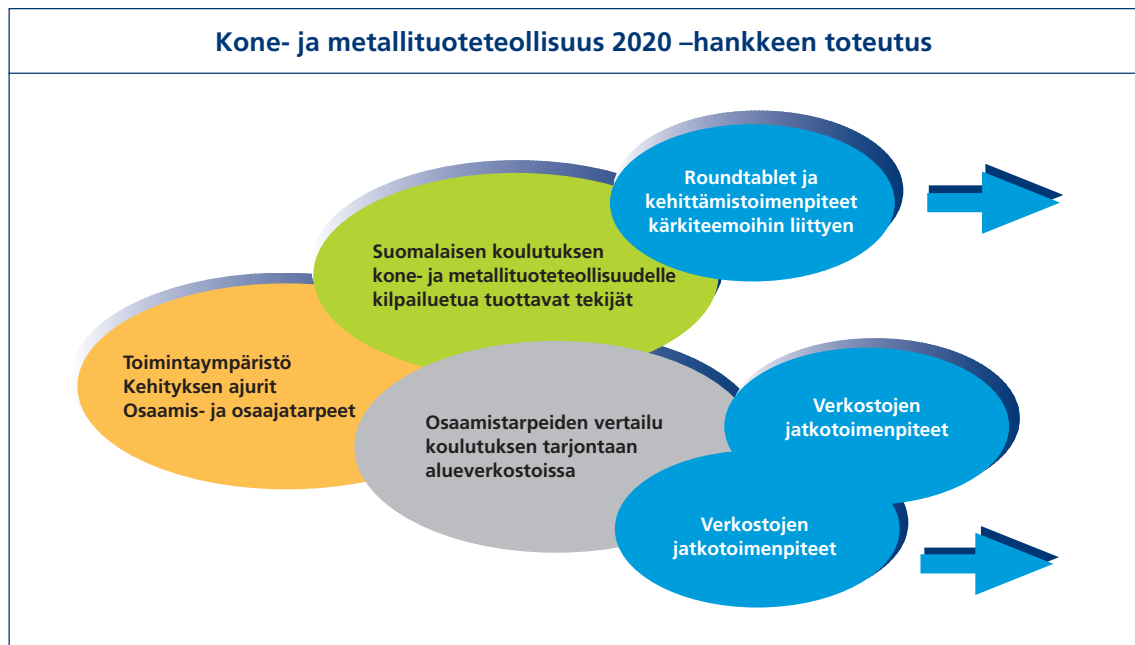 Kone- ja metallituoteteollisuus 2020 –hankkeen toteutus
Roundtablet ja
kehittämistoimenpiteet
kärkiteemoihin liittyen
Suomalaisen koulutuksen
kone- ja metallituoteteollisuudelle
kilpailuetua tuottavat tekijät
Toimintaympäristö
Kehityksen ajurit
Osaamis- ja osaajatarpeet
Osaamistarpeiden vertailu
koulutuksen tarjontaan
alueverkostoissa
Verkostojen
jatkotoimenpiteet
Verkostojen
jatkotoimenpiteet